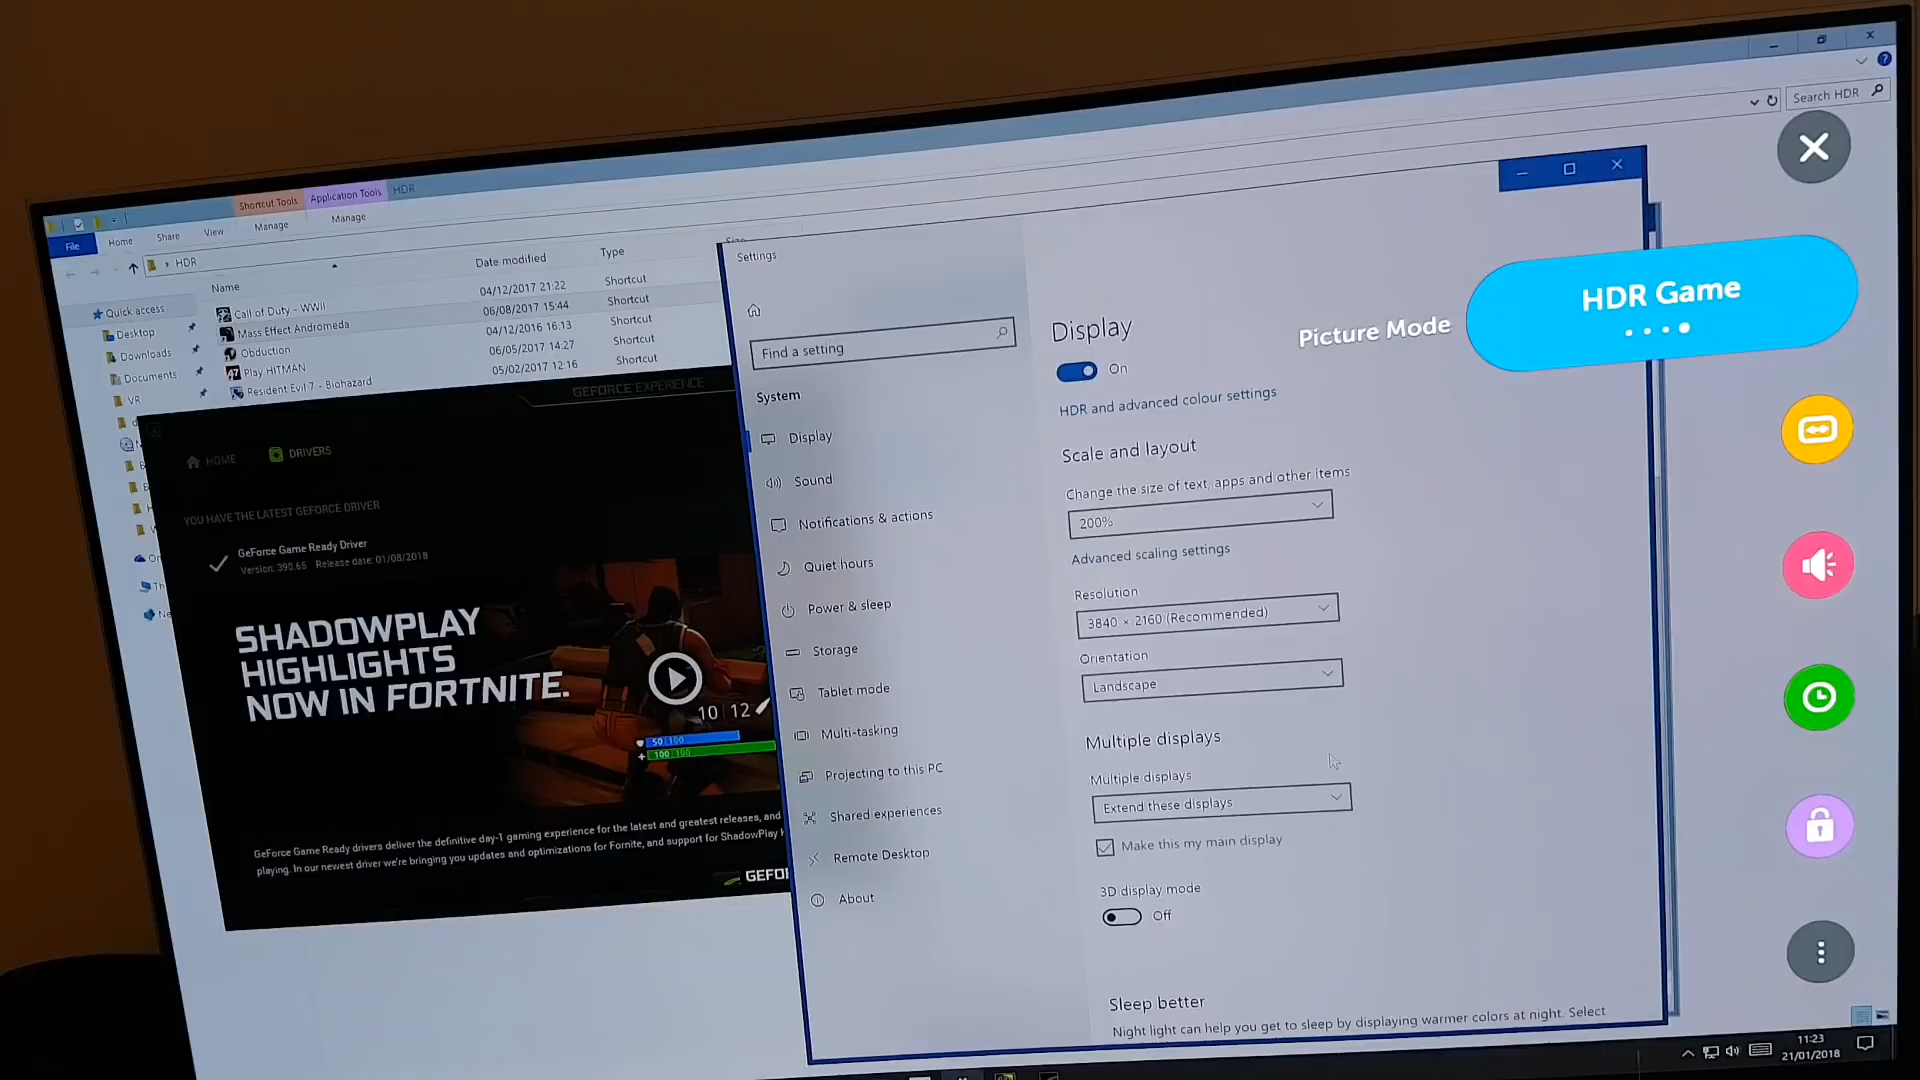 Shortcut Tools
Application Tools
HDR
File
Home
Share
View
Manage
Manage
HDR
Search HDR
Name
Date modified
Type
Size
Quick access
Desktop
Downloads
Documents
VR
Call of Duty - WWII
04/12/2017 21:22
Shortcut
Mass Effect Andromeda
06/08/2017 15:44
Shortcut
Obduction
04/12/2016 16:13
Shortcut
Play HITMAN
06/05/2017 14:27
Shortcut
Resident Evil 7 - Biohazard
05/02/2017 12:16
Shortcut
GEFORCE EXPERIENCE
HOME
DRIVERS
YOU HAVE THE LATEST GEFORCE DRIVER
GeForce Game Ready Driver
Version: 390.65 Release date: 01/08/2018
SHADOWPLAY
HIGHLIGHTS
NOW IN FORTNITE.
10 | 12
50|100
100|100
GeForce Game Ready drivers deliver the definitive day-1 gaming experience for the latest and greatest releases, and
playing. In our newest driver we're bringing you updates and optimizations for Fornite, and support for ShadowPlay
GEFO
Settings
Find a setting
System
Display
Sound
Notifications & actions
Quiet hours
Power & sleep
Storage
Tablet mode
Multi-tasking
Projecting to this PC
Shared experiences
Remote Desktop
About
Display
On
HDR and advanced colour settings
Scale and layout
Change the size of text, apps and other items
200%
Advanced scaling settings
Resolution
3840 × 2160 (Recommended)
Orientation
Landscape
Multiple displays
Multiple displays
Extend these displays
Make this my main display
3D display mode
Off
Sleep better
Night light can help you get to sleep by displaying warmer colors at night. Select
Picture Mode
HDR Game
11:23
21/01/2018